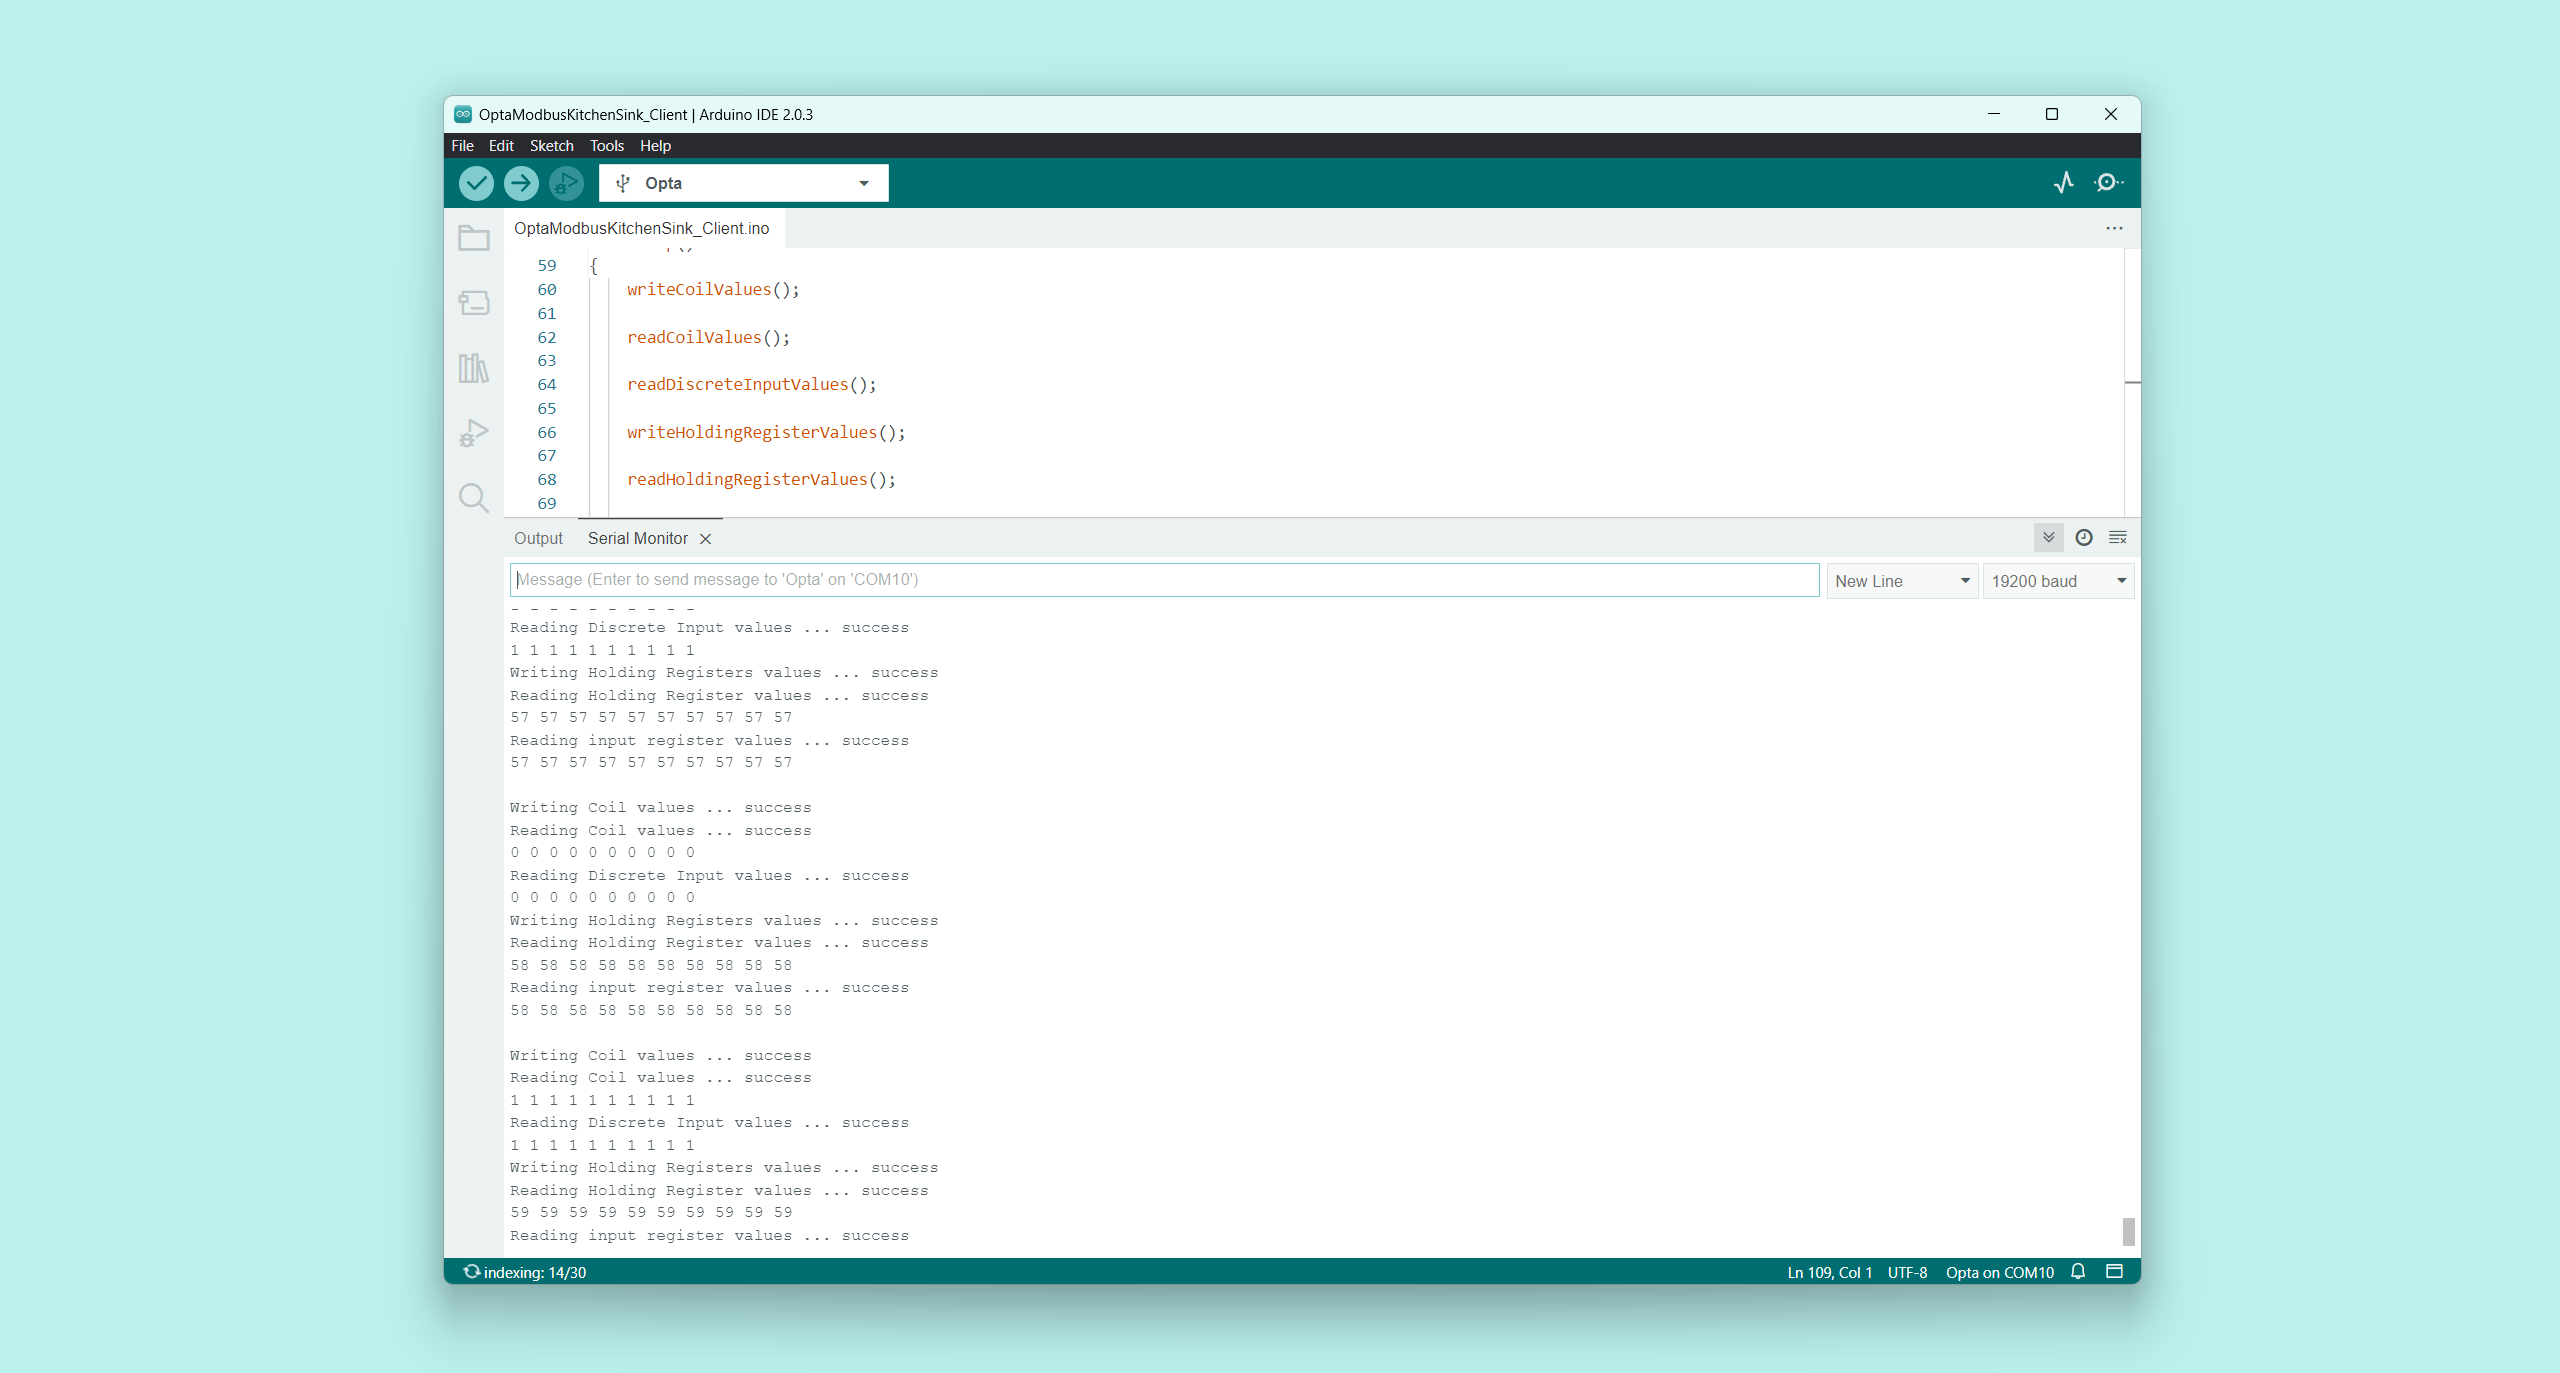 OptaModbusKitchenSink_Client | Arduino IDE 2.0.3
File Edit Sketch Tools Help
Opta
OptaModbusKitchenSink_Client.ino
59 {
60 writeCoilValues();
61
62 readCoilValues();
63
64 readDiscreteInputValues();
65
66 writeHoldingRegisterValues();
67
68 readHoldingRegisterValues();
69
Output Serial Monitor
Message (Enter to send message to 'Opta' on 'COM10')
New Line 19200 baud
Reading Discrete Input values ... success
1 1 1 1 1 1 1 1 1 1
Writing Holding Registers values ... success
Reading Holding Register values ... success
57 57 57 57 57 57 57 57 57 57
Reading input register values ... success
57 57 57 57 57 57 57 57 57 57
Writing Coil values ... success
Reading Coil values ... success
0 0 0 0 0 0 0 0 0 0
Reading Discrete Input values ... success
0 0 0 0 0 0 0 0 0 0
Writing Holding Registers values ... success
Reading Holding Register values ... success
58 58 58 58 58 58 58 58 58 58
Reading input register values ... success
58 58 58 58 58 58 58 58 58 58
Writing Coil values ... success
Reading Coil values ... success
1 1 1 1 1 1 1 1 1 1
Reading Discrete Input values ... success
1 1 1 1 1 1 1 1 1 1
Writing Holding Registers values ... success
Reading Holding Register values ... success
59 59 59 59 59 59 59 59 59 59
Reading input register values ... success
indexing: 14/30
Ln 109, Col 1 UTF-8 Opta on COM10